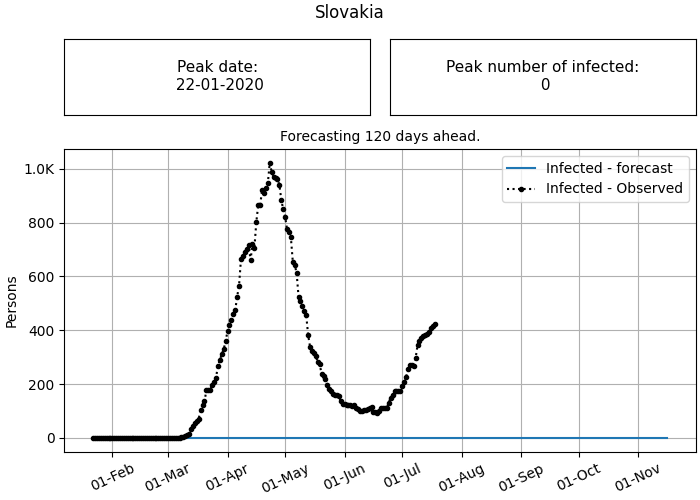 Slovakia
Peak date:
22-01-2020
Peak number of infected:
0
Forecasting 120 days ahead.
Infected - forecast
Infected - Observed
Persons
1.0K
800
600
400
200
0
01-Feb
01-Mar
01-Apr
01-May
01-Jun
01-Jul
01-Aug
01-Sep
01-Oct
01-Nov